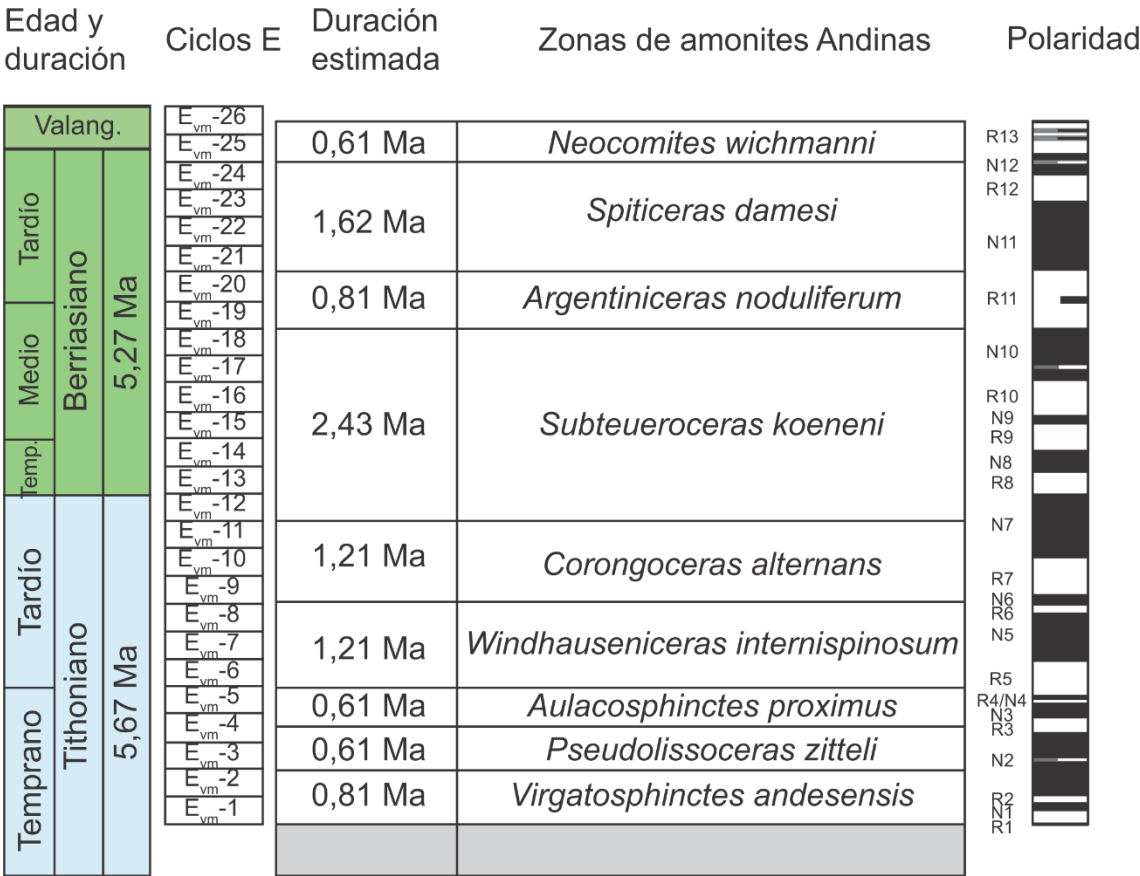 Edad y
duración
Ciclos E
Duración
estimada
Zonas de amonites Andinas
Polaridad
Valang.
Tardío
Medio
Temp.
Berriasiano
5,27 Ma
Tardío
Temprano
Tithoniano
5,67 Ma
Evm-26
Evm-25
Evm-24
Evm-23
Evm-22
Evm-21
Evm-20
Evm-19
Evm-18
Evm-17
Evm-16
Evm-15
Evm-14
Evm-13
Evm-12
Evm-11
Evm-10
Evm-9
Evm-8
Evm-7
Evm-6
Evm-5
Evm-4
Evm-3
Evm-2
Evm-1
0,61 Ma Neocomites wichmanni
1,62 Ma Spiticeras damesi
0,81 Ma Argentiniceras noduliferum
2,43 Ma Subteueroceras koeneni
1,21 Ma Corongoceras alternans
1,21 Ma Windhauseniceras internispinosum
0,61 Ma Aulacosphinctes proximus
0,61 Ma Pseudolissoceras zitteli
0,81 Ma Virgatosphinctes andesensis
R13
N12
R12
N11
R11
N10
R10
N9
R9
N8
R8
N7
R7
N6
R6
N5
R5
R4/N4
N3
R3
N2
R2
N1
R1